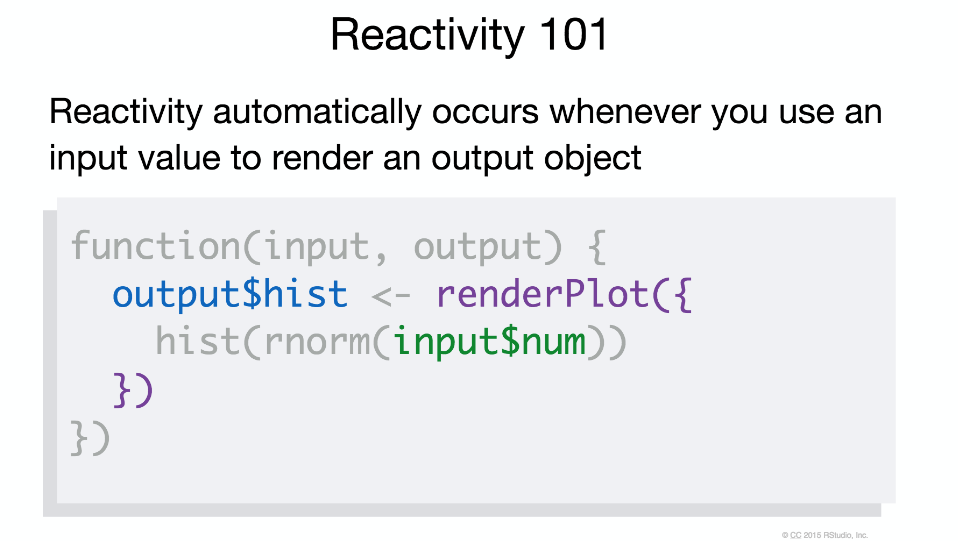 Reactivity 101
Reactivity automatically occurs whenever you use an
input value to render an output object
function(input, output) {
  output$hist <- renderPlot({
    hist(rnorm(input$num))
  })
})
© CC 2015 RStudio, Inc.